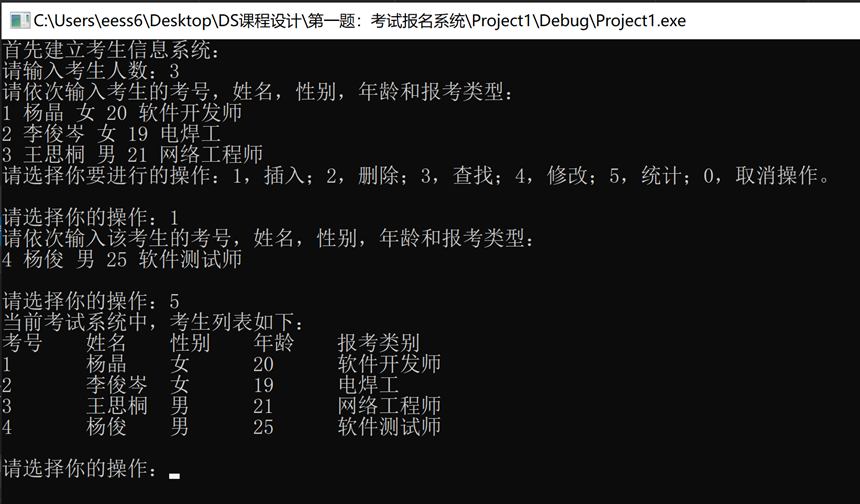 C:\Users\eess6\Desktop\DS课程设计\第一题：考试报名系统\Project1\Debug\Project1.exe
首先建立考生信息系统：
请输入考生人数：3
请依次输入考生的考号，姓名，性别，年龄和报考类型：
1 杨晶 女 20 软件开发师
2 李俊岑 女 19 电焊工
3 王思桐 男 21 网络工程师
请选择你要进行的操作：1，插入；2，删除；3，查找；4，修改；5，统计；0，取消操作。
请选择你的操作：1
请依次输入该考生的考号，姓名，性别，年龄和报考类型：
4 杨俊 男 25 软件测试师
请选择你的操作：5
当前考试系统中，考生列表如下：
考号 姓名 性别 年龄 报考类别
1 杨晶 女 20 软件开发师
2 李俊岑 女 19 电焊工
3 王思桐 男 21 网络工程师
4 杨俊 男 25 软件测试师
请选择你的操作：